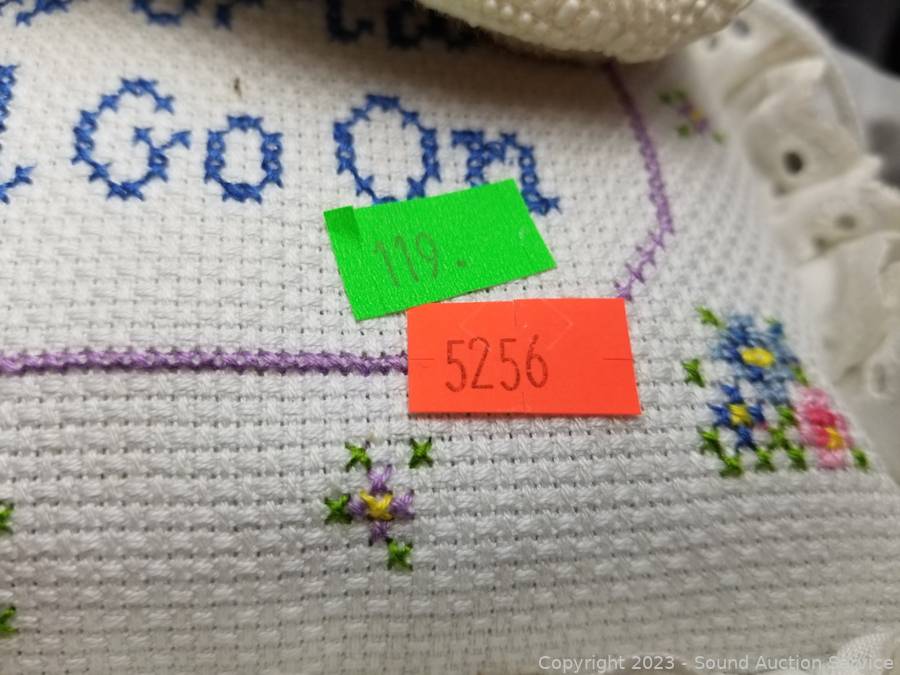 Go On
119.
5256
Copyright 2023 - Sound Auction Service